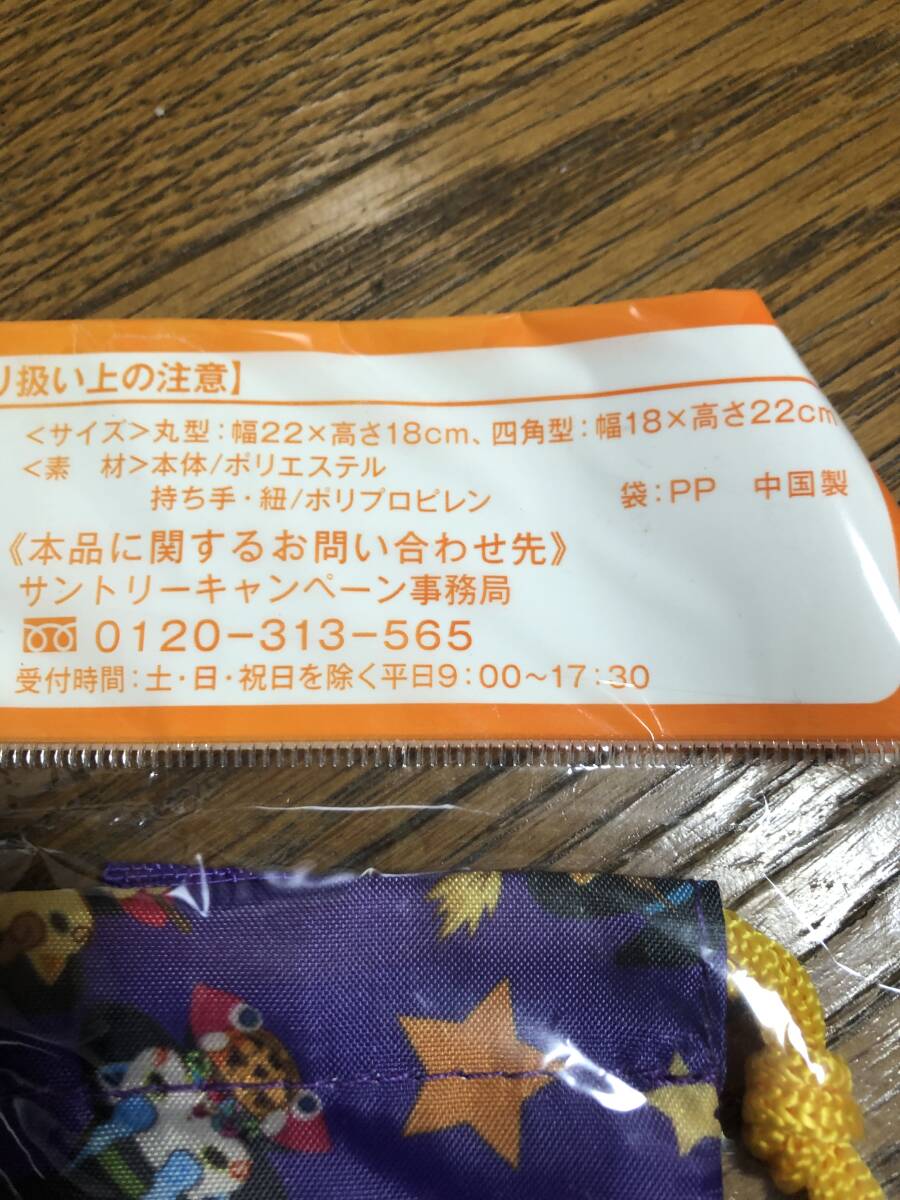 り扱い上の注意】
＜サイズ＞丸型：幅22×高さ18cm、四角型：幅18×高さ22cm
＜素　材＞本体/ポリエステル
持ち手・紐/ポリプロピレン　袋：PP　中国製
《本品に関するお問い合わせ先》
サントリーキャンペーン事務局
0120-313-565
受付時間：土・日・祝日を除く平日9：00～17：30